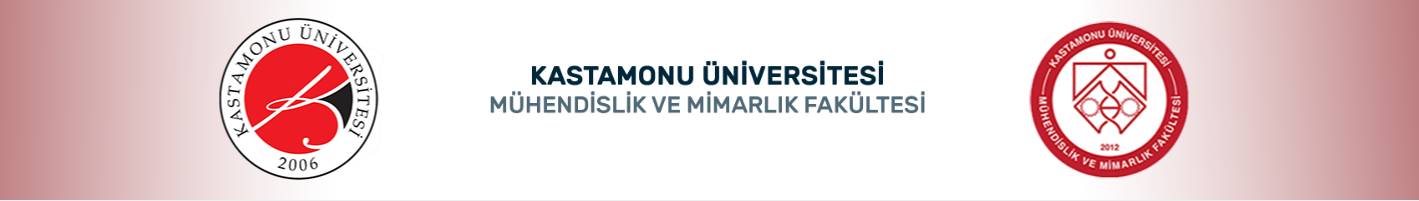 KASTAMONU ÜNİVERSİTESİ
2006
KASTAMONU ÜNİVERSİTESİ
MÜHENDİSLİK VE MİMARLIK FAKÜLTESİ
KASTAMONU ÜNİVERSİTESİ
MÜHENDİSLİK VE MİMARLIK FAKÜLTESİ
2012